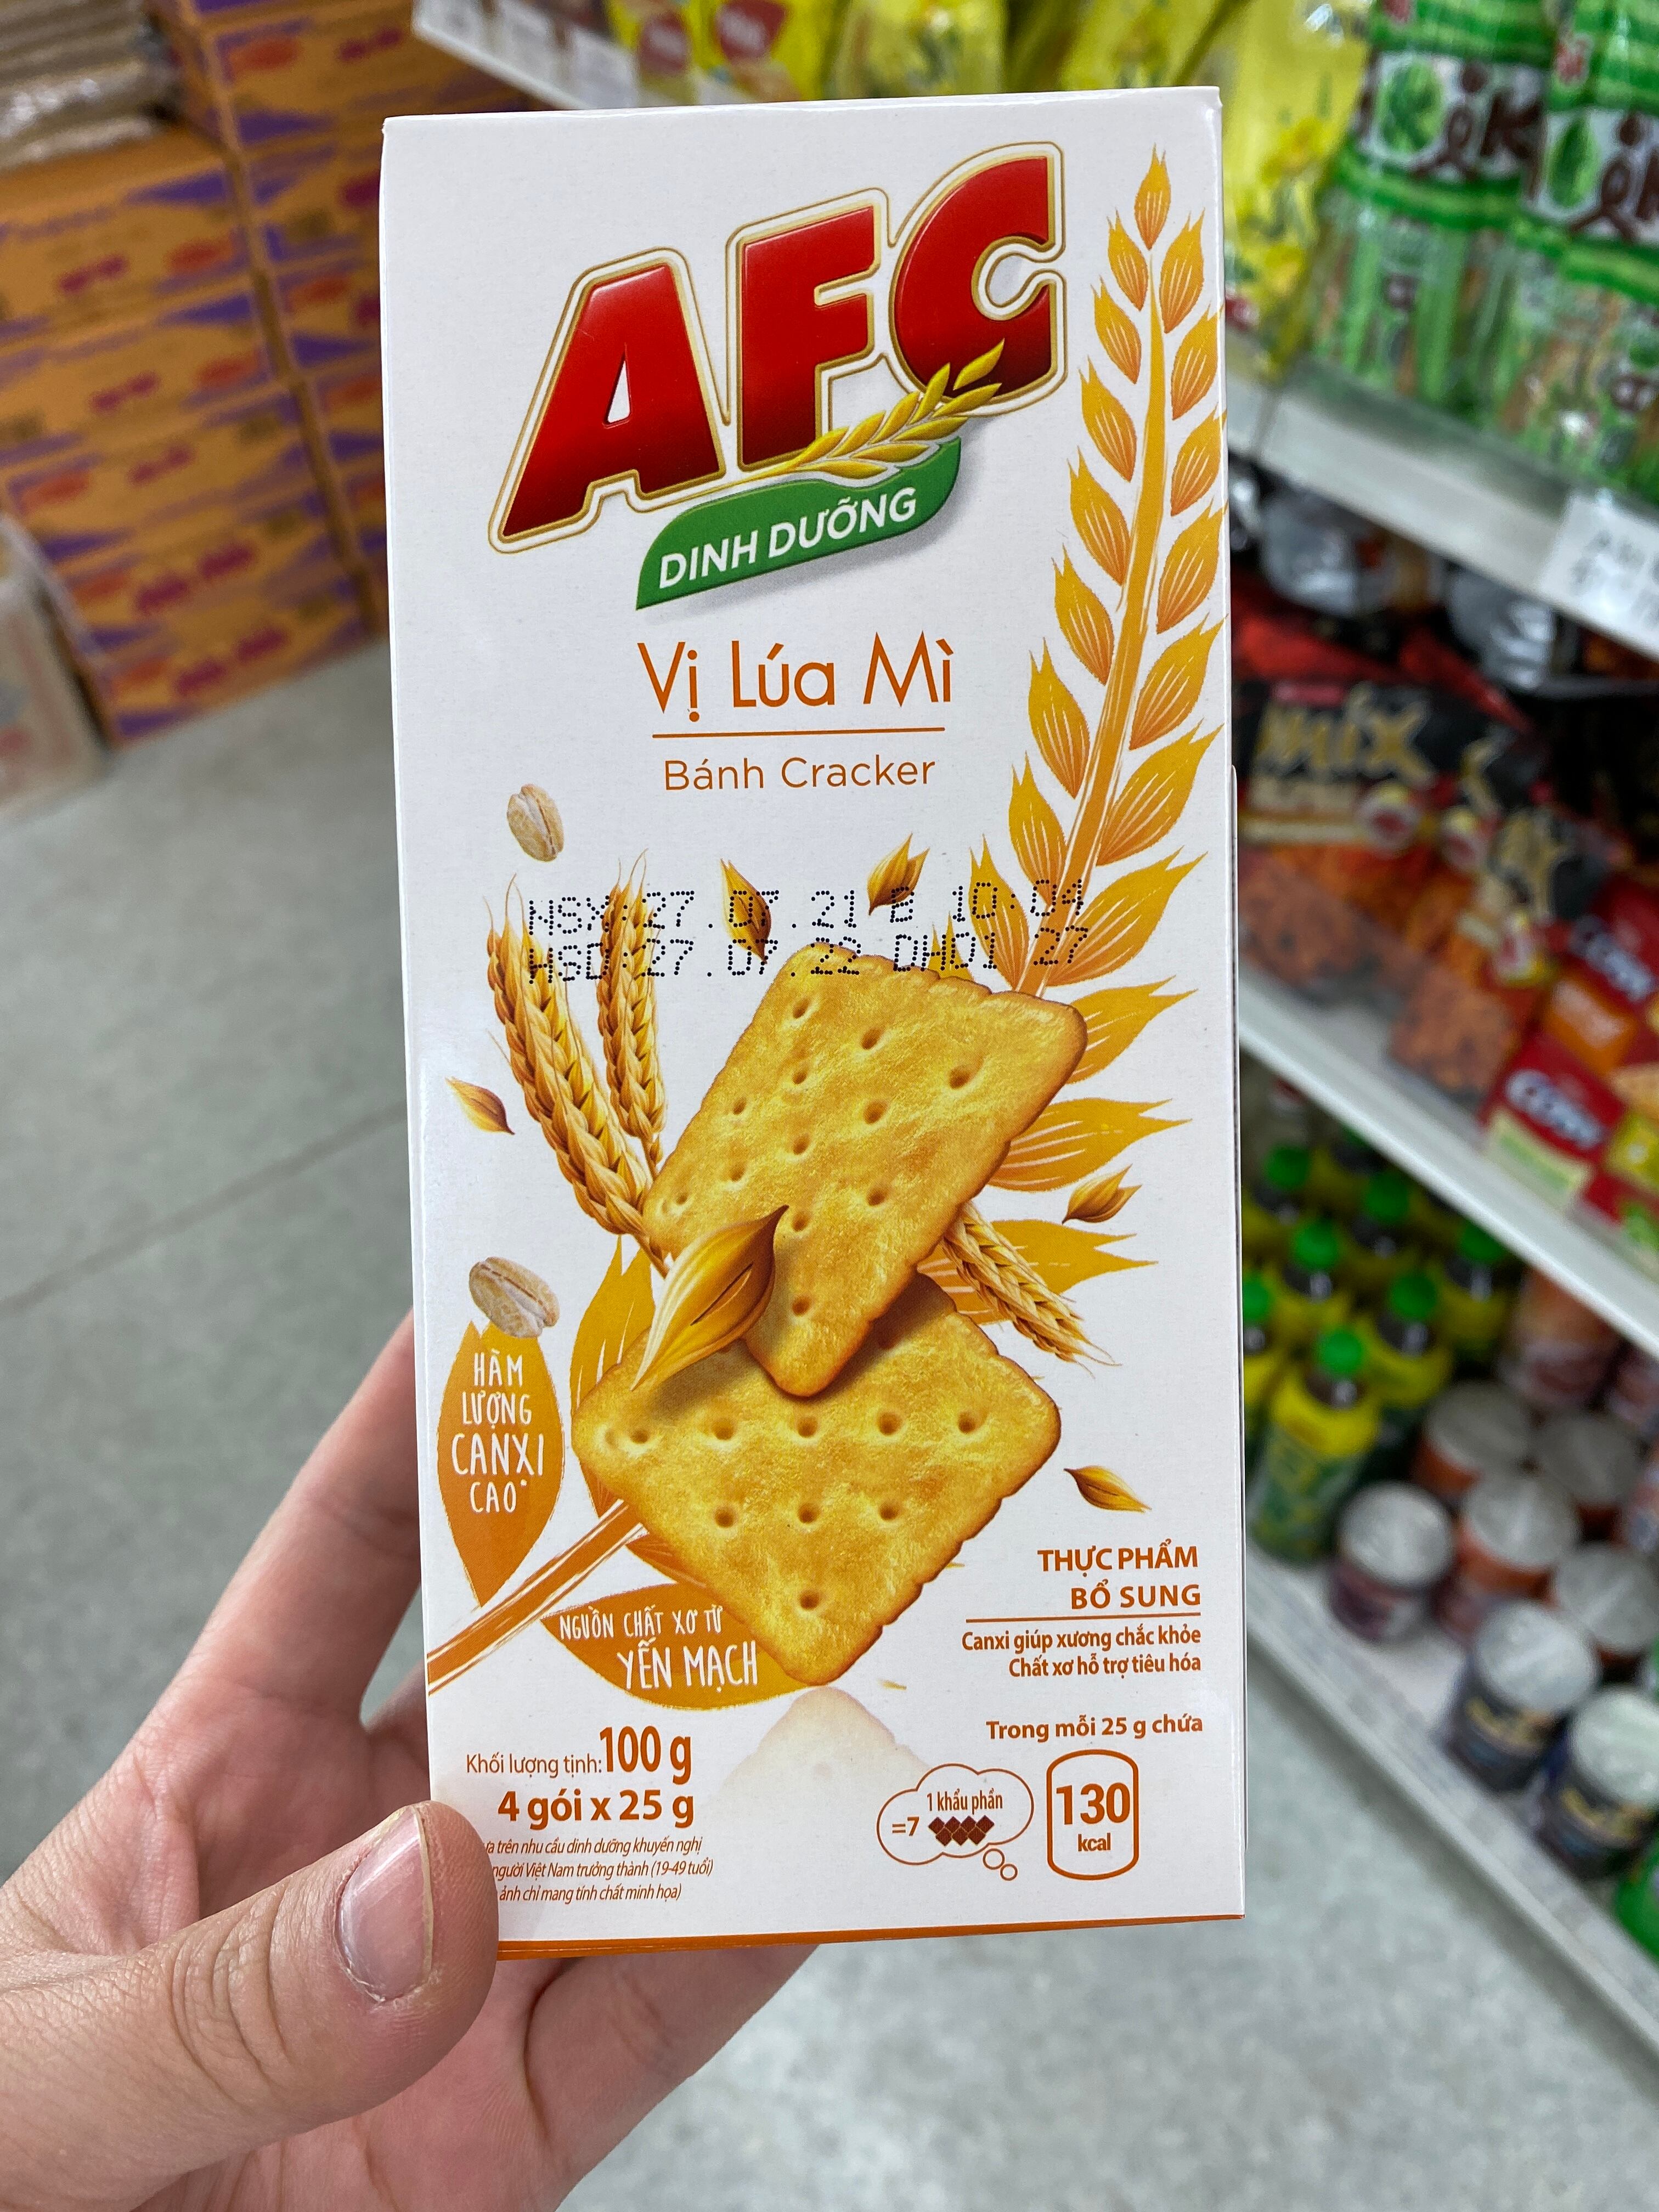 AFC
DINH DƯỠNG
Vị Lúa Mì
Bánh Cracker
NSX:27.07.21 B 10:04
HSD:27.07.22 DHD1 27
HÀM
LƯỢNG
CANXI
CAO*
NGUỒN CHẤT XƠ TỪ
YẾN MẠCH
THỰC PHẨM
BỔ SUNG
Canxi giúp xương chắc khỏe
Chất xơ hỗ trợ tiêu hóa
Trong mỗi 25 g chứa
1 khẩu phần
=7
130
kcal
Khối lượng tịnh: 100 g
4 gói x 25 g
trên nhu cầu dinh dưỡng khuyến nghị
người Việt Nam trưởng thành (19-49 tuổi)
ảnh chỉ mang tính chất minh họa)
mix
Cosy
Cosy